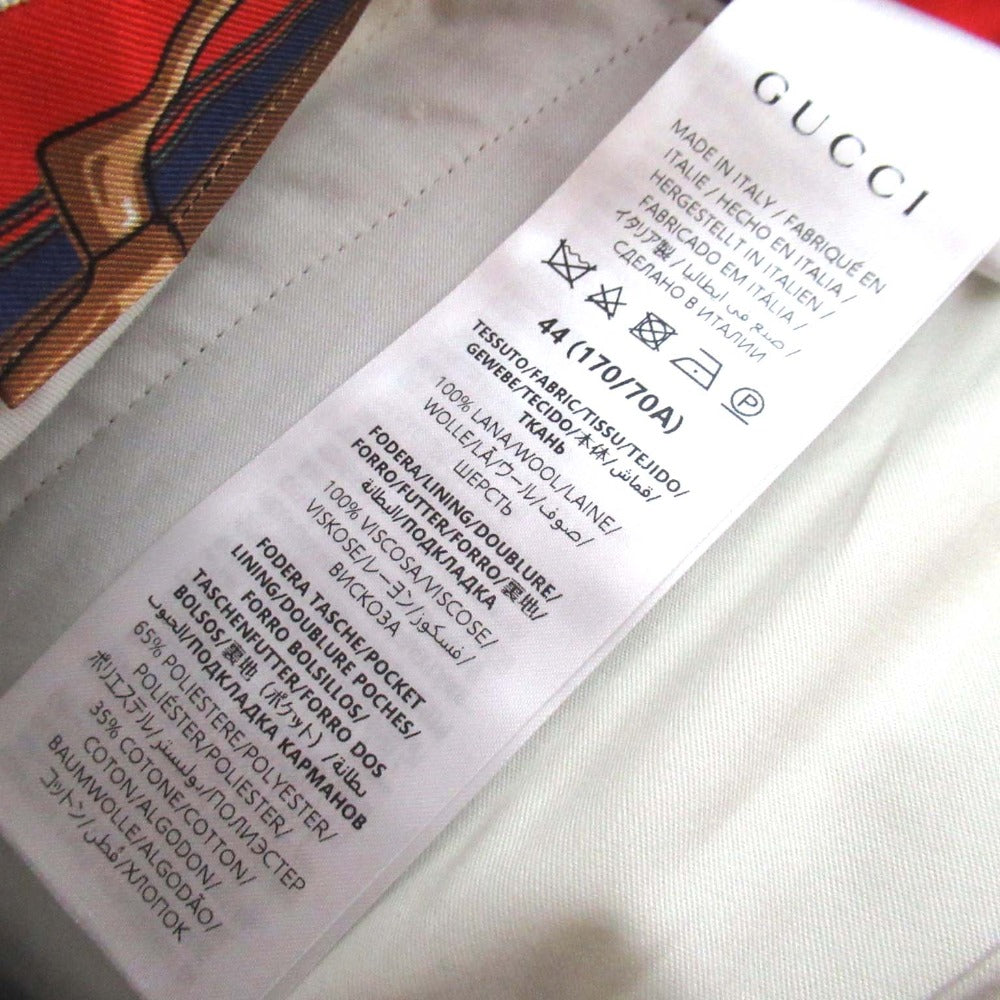 GUCCI
MADE IN ITALY / FABRIQUÉ EN
ITALIE / HECHO EN ITALIA /
HERGESTELLT IN ITALIEN /
FABRICADO EM ITÁLIA /
イタリア製 / صنع في ايطاليا /
СДЕЛАНО В ИТАЛИИ
P
44 (170/70A)
TESSUTO/FABRIC/TISSU/TEJIDO/
GEWEBE/TECIDO/本体/قماش/
ТКАНЬ
100% LANA/WOOL/LAINE/
WOLLE/LÃ/ウール/صوف/
ШЕРСТЬ
FODERA/LINING/DOUBLURE/
FORRO/FUTTER/FORRO/裏地/
البطانة/ПОДКЛАДКА
100% VISCOSA/VISCOSE/
VISKOSE/レーヨン/فسكوز/
ВИСКОЗА
FODERA TASCHE/POCKET
LINING/DOUBLURE POCHES/
FORRO BOLSILLOS/
TASCHENFUTTER/FORRO DOS
BOLSOS/裏地 (ポケット) /بطانة
الجيوب/ПОДКЛАДКА КАРМАНОВ
65% POLIESTERE/POLYESTER/
POLIÉSTER/POLIESTER/
ポリエステル/بوليستر/ПОЛИЭСТЕР
35% COTONE/COTTON/
COTON/ALGODON/
BAUMWOLLE/ALGODÃO/
コットン/قطن/ХЛОПОК